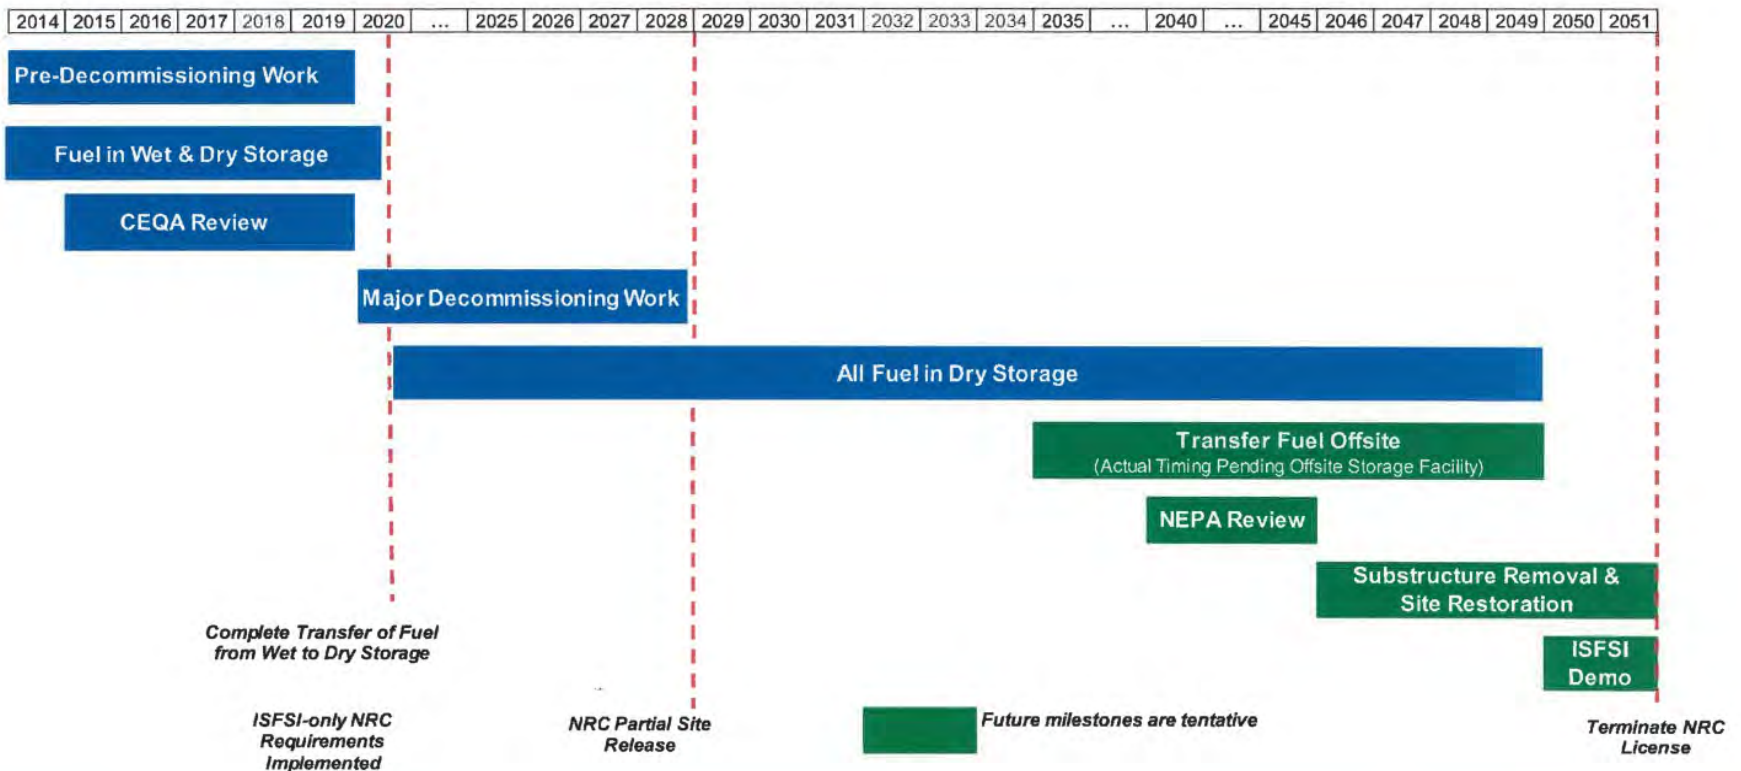 2014 2015 2016 2017 2018 2019 2020 ... 2025 2026 2027 2028 2029 2030 2031 2032 2033 2034 2035 ... 2040 ... 2045 2046 2047 2048 2049 2050 2051
Pre-Decommissioning Work
Fuel in Wet & Dry Storage
CEQA Review
Major Decommissioning Work
All Fuel in Dry Storage
Transfer Fuel Offsite
(Actual Timing Pending Offsite Storage Facility)
NEPA Review
Substructure Removal &
Site Restoration
ISFSI
Demo
Complete Transfer of Fuel
from Wet to Dry Storage
ISFSI-only NRC
Requirements
Implemented
NRC Partial Site
Release
Future milestones are tentative
Terminate NRC
License